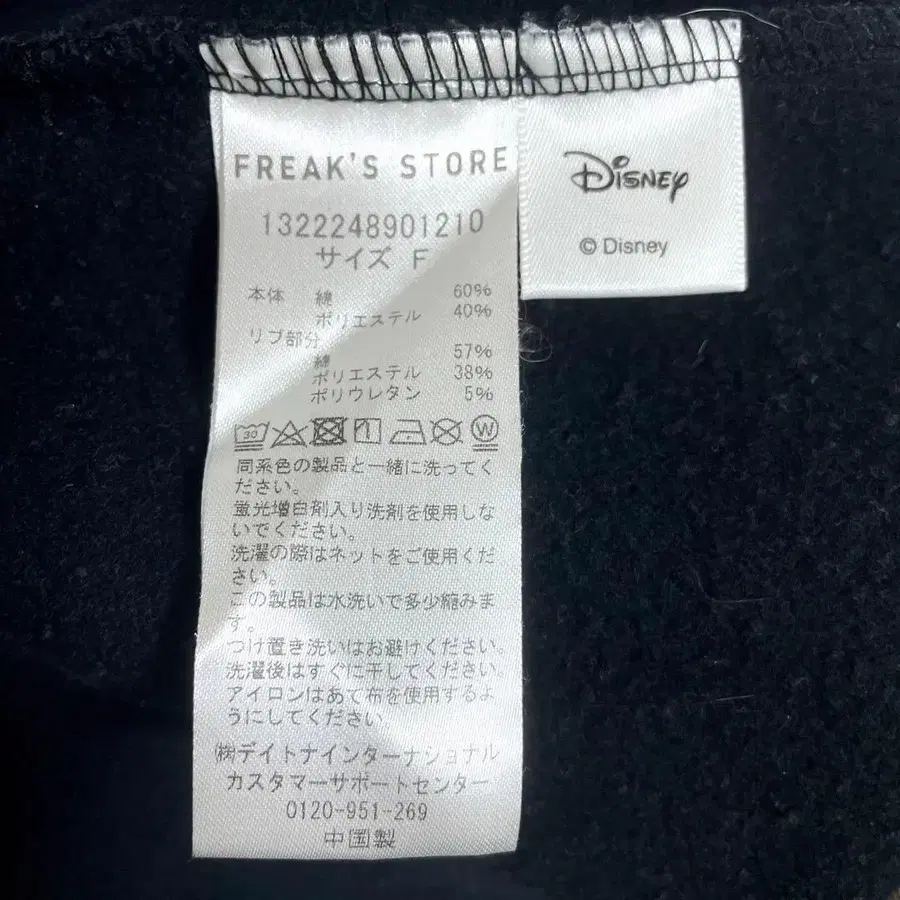 FREAK'S STORE
1322248901210
サイズ F
本体 綿 60%
ポリエステル 40%
リブ部分
綿 57%
ポリエステル 38%
ポリウレタン 5%
30
W
同系色の製品と一緒に洗ってく
ださい。
蛍光増白剤入り洗剤を使用しな
いでください。
洗濯の際はネットをご使用くだ
さい。
この製品は水洗いで多少縮みま
す。
つけ置き洗いはお避けください。
洗濯後はすぐに干してください。
アイロンはあて布を使用するよ
うにしてください。
㈱デイトナインターナショナル
カスタマーサポートセンター
0120-951-269
中国製
Disney
© Disney